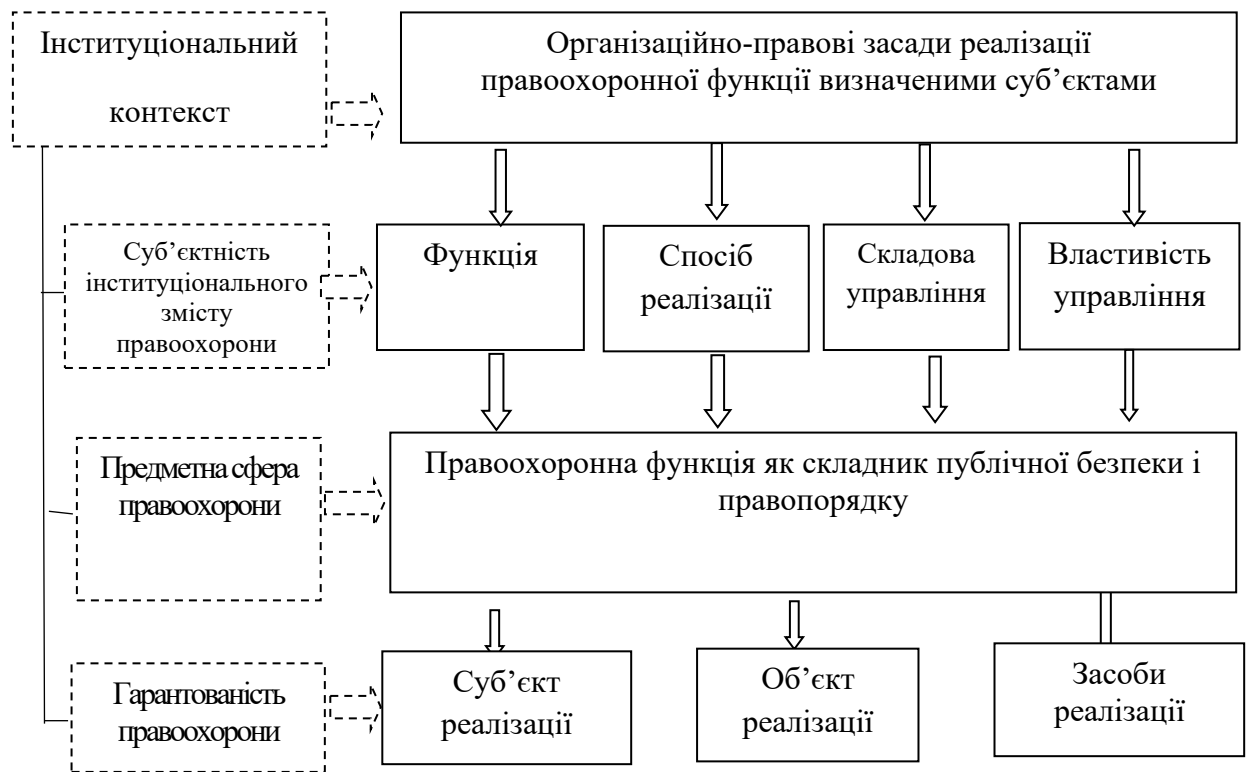 Інституціональний
контекст
Організаційно-правові засади реалізації
правоохоронної функції визначеними суб’єктами
Суб’єктність
інституціонального
змісту
правоохорони
Функція
Спосіб
реалізації
Складова
управління
Властивість
управління
Предметна сфера
правоохорони
Правоохоронна функція як складник публічної безпеки і
правопорядку
Гарантованість
правоохорони
Суб’єкт
реалізації
Об’єкт
реалізації
Засоби
реалізації